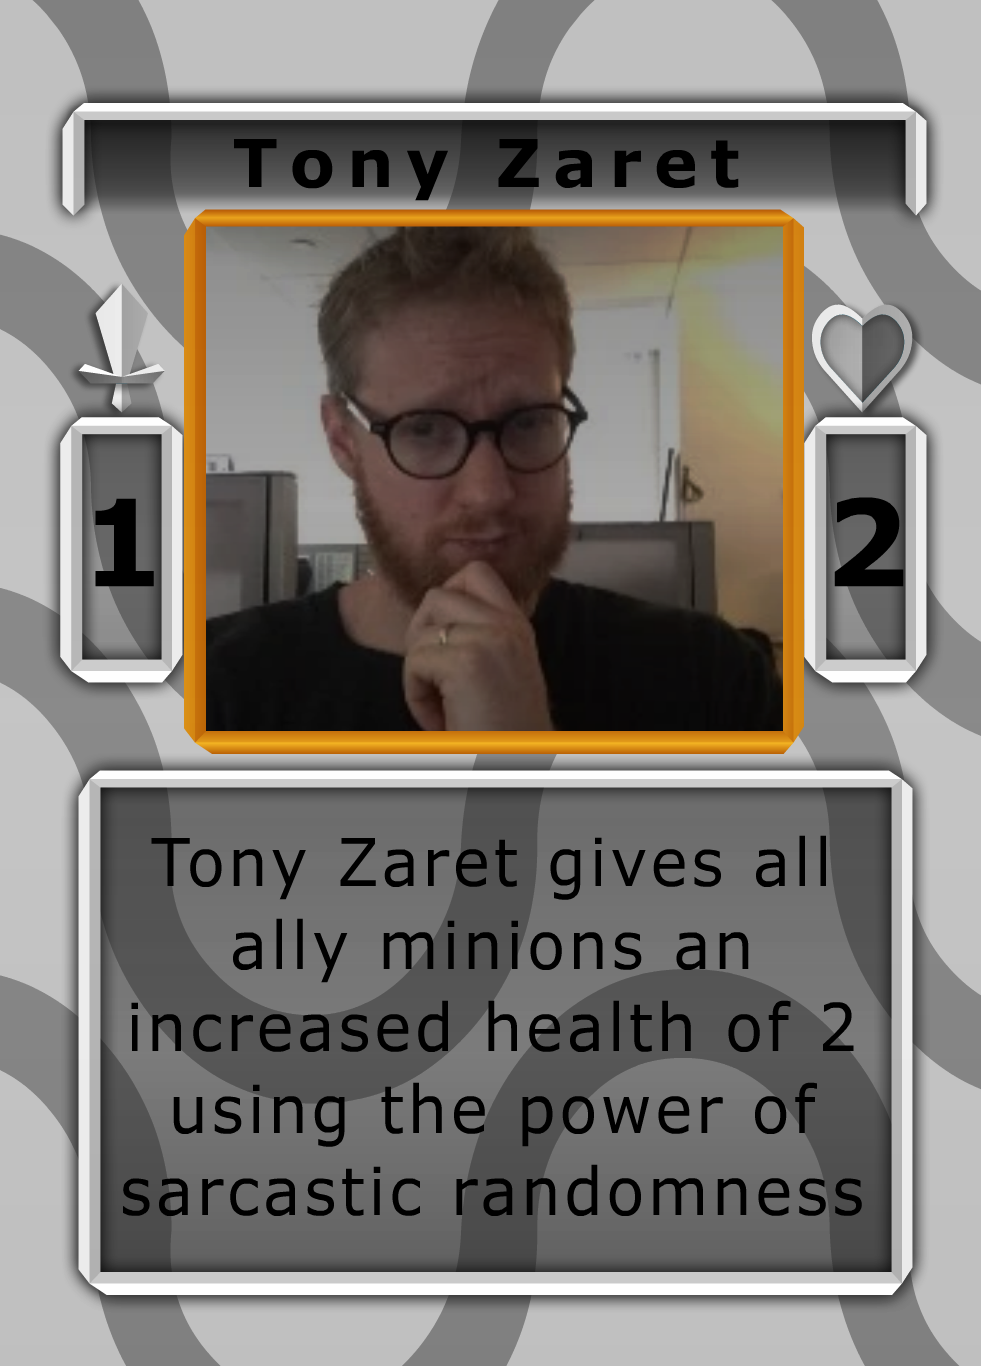 Tony Zaret
1
2
Tony Zaret gives all
ally minions an
increased health of 2
using the power of
sarcastic randomness